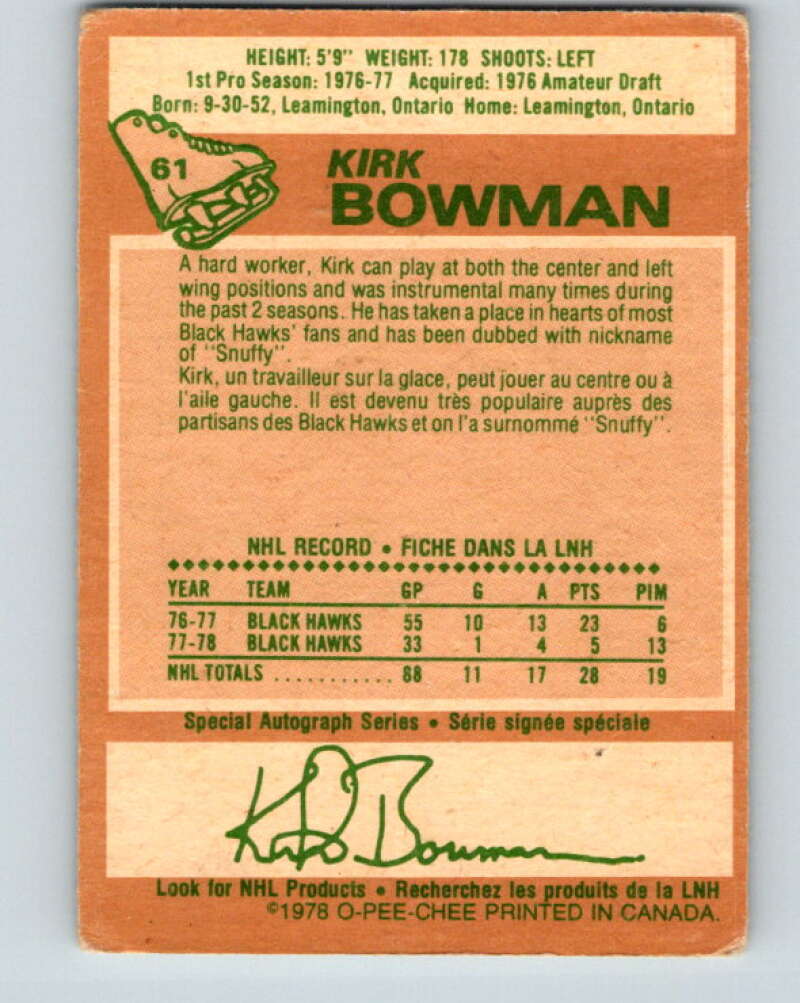 HEIGHT: 5'9" WEIGHT: 178 SHOOTS: LEFT
1st Pro Season: 1976-77 Acquired: 1976 Amateur Draft
Born: 9-30-52, Leamington, Ontario Home: Leamington, Ontario
61
KIRK
BOWMAN
A hard worker, Kirk can play at both the center and left
wing positions and was instrumental many times during
the past 2 seasons. He has taken a place in hearts of most
Black Hawks' fans and has been dubbed with nickname
of "Snuffy".
Kirk, un travailleur sur la glace, peut jouer au centre ou à
l'aile gauche. Il est devenu très populaire auprès des
partisans des Black Hawks et on l'a surnommé "Snuffy".
NHL RECORD • FICHE DANS LA LNH
YEAR TEAM GP G A PTS PIM
76-77 BLACK HAWKS 55 10 13 23 6
77-78 BLACK HAWKS 33 1 4 5 13
NHL TOTALS .......... 88 11 17 28 19
Special Autograph Series • Série signée spéciale
Kirk Bowman
Look for NHL Products • Recherchez les produits de la LNH
©1978 O-PEE-CHEE PRINTED IN CANADA.